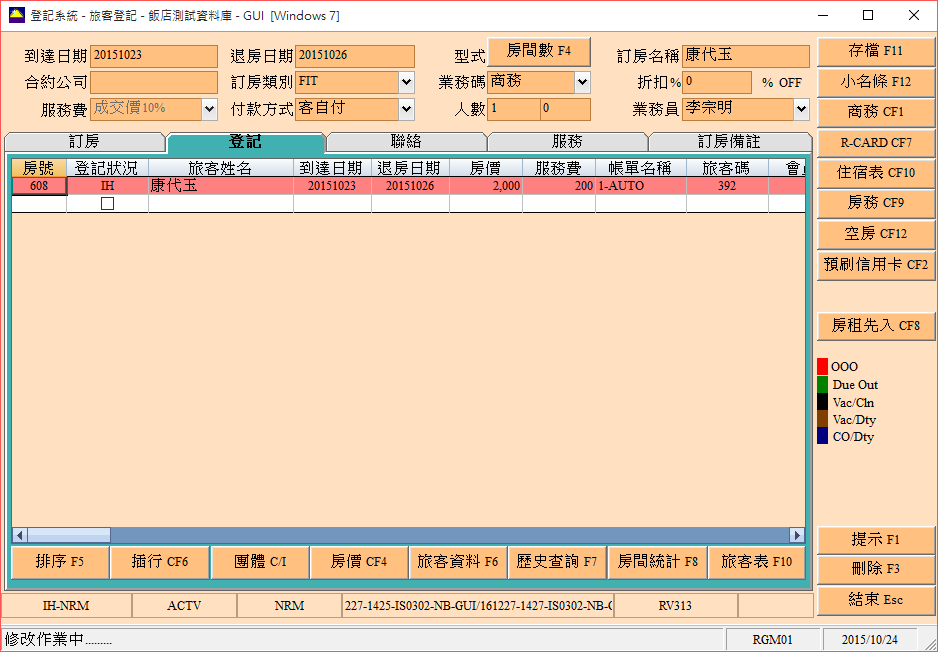 登記系統 - 旅客登記 - 飯店測試資料庫 - GUI [Windows 7]
到達日期 20151023 退房日期 20151026 型式 房間數 F4 訂房名稱 康代玉
合約公司 訂房類別 FIT 業務碼 商務 折扣% 0 % OFF
服務費 成交價10% 付款方式 客自付 人數 1 0 業務員 李宗明
訂房 登記 聯絡 服務 訂房備註
房號 登記狀況 旅客姓名 到達日期 退房日期 房價 服務費 帳單名稱 旅客碼 會
608 IH 康代玉 20151023 20151026 2,000 200 1-AUTO 392
排序 F5 插行 CF6 團體 C/I 房價 CF4 旅客資料 F6 歷史查詢 F7 房間統計 F8 旅客表 F10
IH-NRM ACTV NRM 227-1425-IS0302-NB-GUI/161227-1427-IS0302-NB-( RV313
存檔 F11
小名條 F12
商務 CF1
R-CARD CF7
住宿表 CF10
房務 CF9
空房 CF12
預刷信用卡 CF2
房租先入 CF8
OOO
Due Out
Vac/Cln
Vac/Dty
CO/Dty
提示 F1
刪除 F3
結束 Esc
修改作業中......... RGM01 2015/10/24